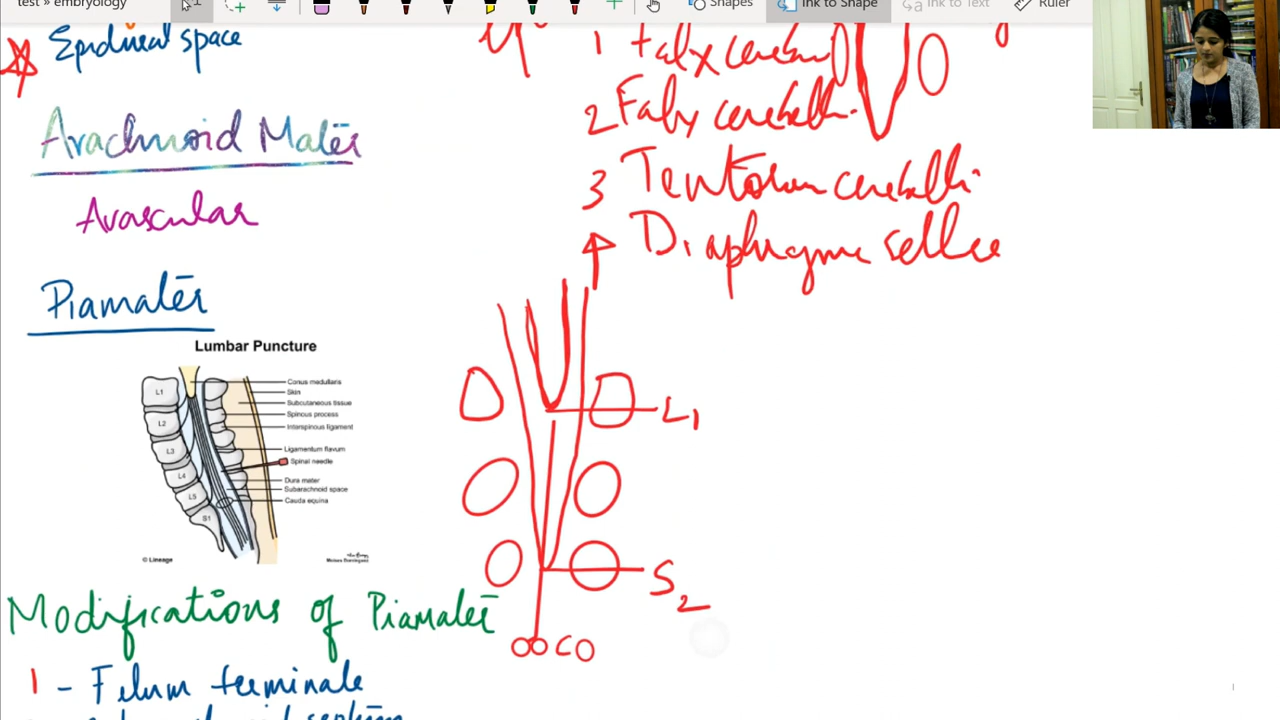 test » embryology
Shapes
Ink to Shape
Ink to Text
Ruler
Epidural space
1 Falx cerebri
2 Falx cerebelli
3 Tentorium cerebelli
Diaphragma sellae
Arachnoid Mater
Avascular
Piamater
Lumbar Puncture
L1
L2
L3
L4
L5
S1
Conus medullaris
Skin
Subcutaneous tissue
Spinous process
Interspinous ligament
Ligamentum flavum
Spinal needle
Dura mater
Subarachnoid space
Cauda equina
© Lineage
L1
S2
CO
Modifications of Piamater
1 - Filum terminale